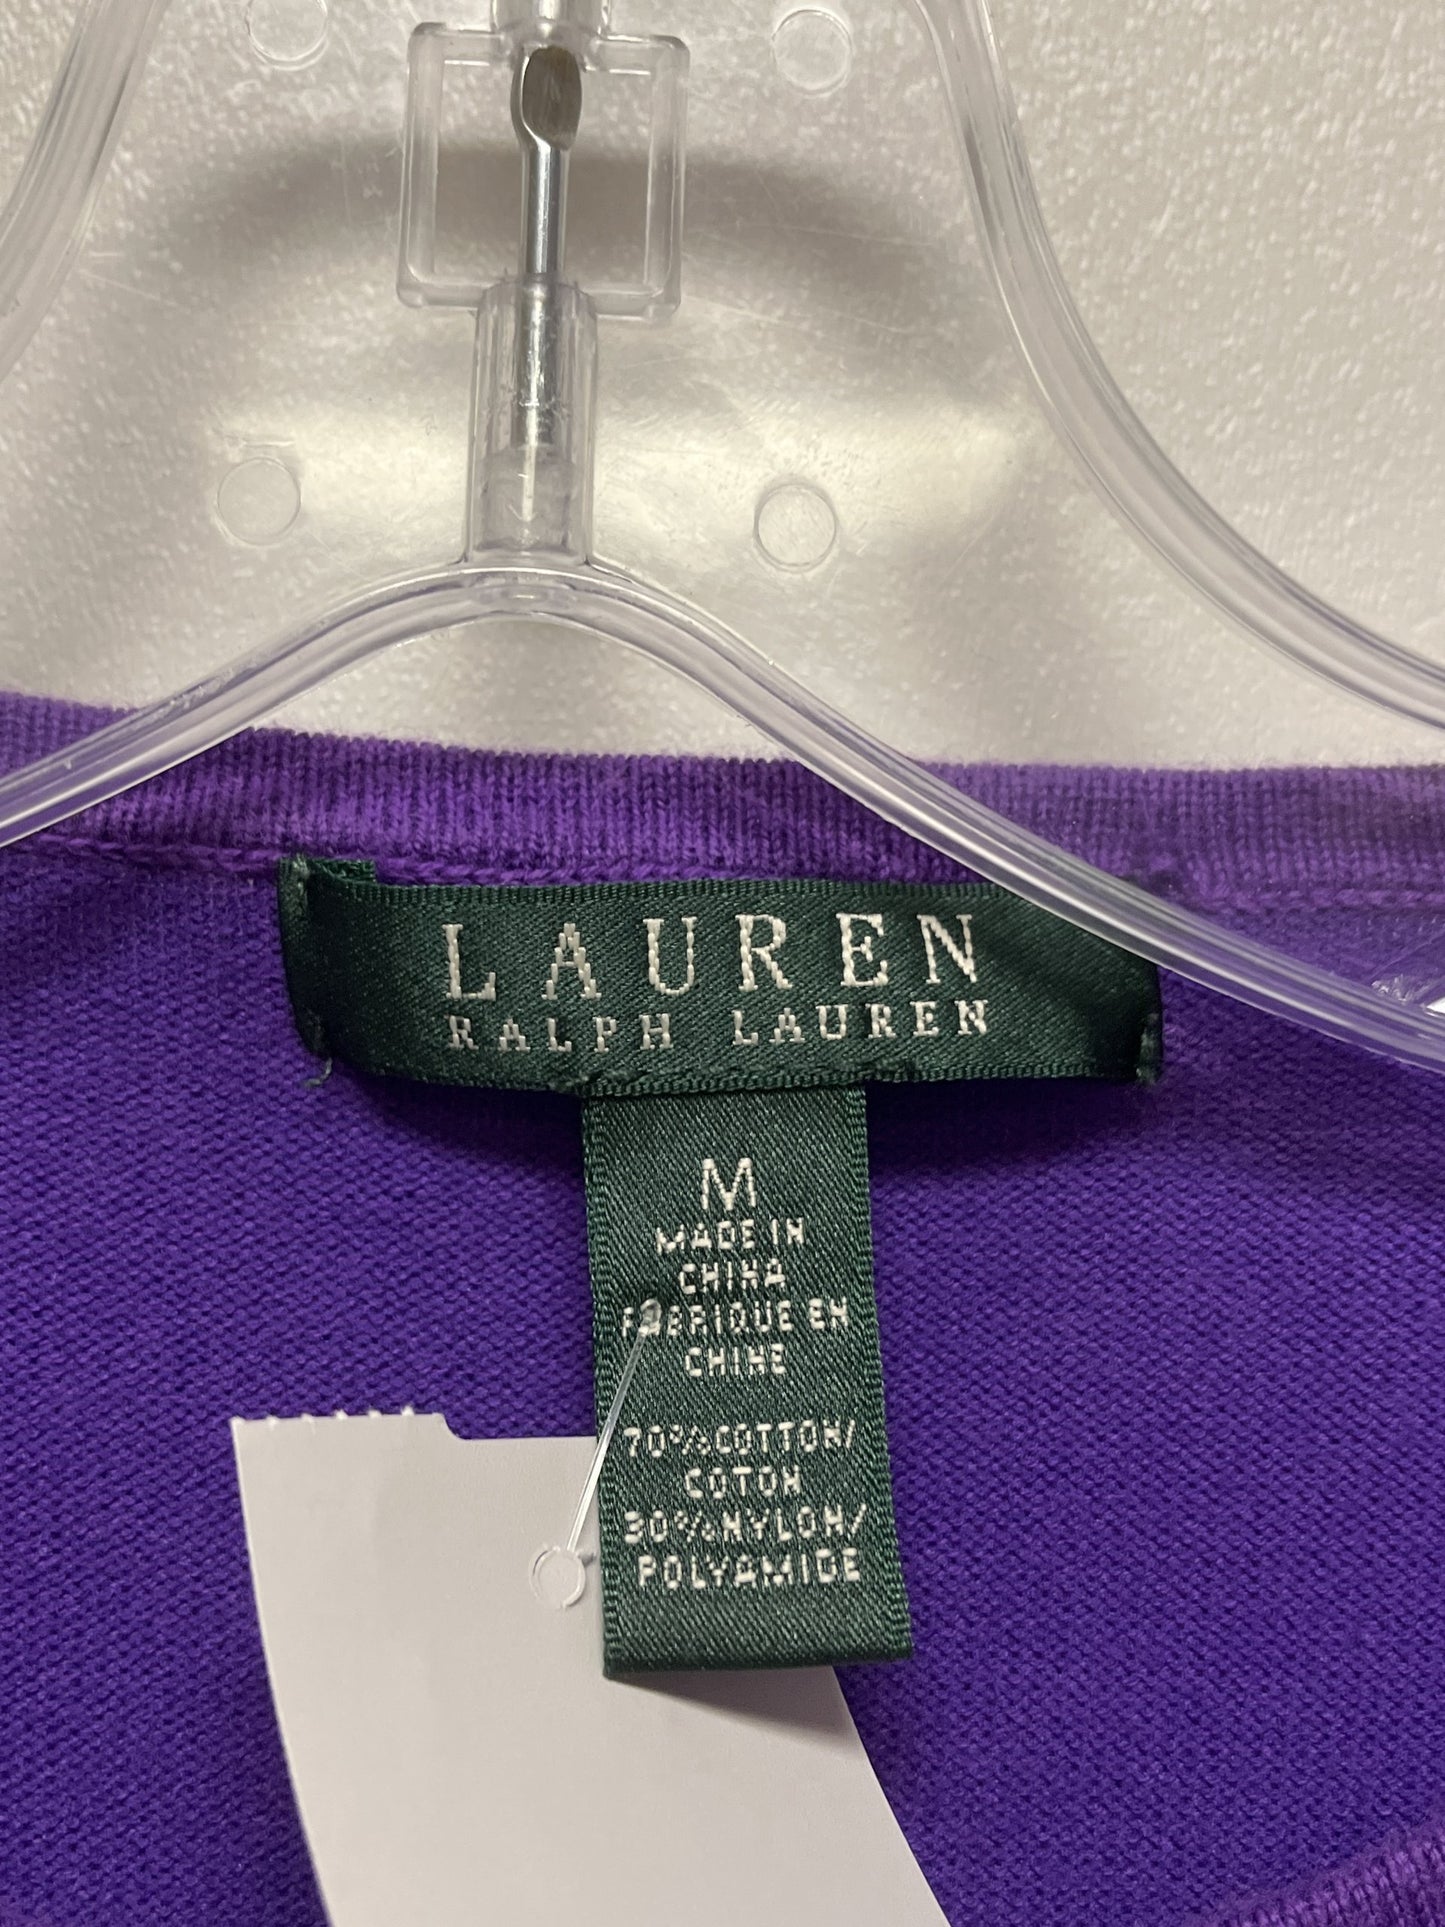 LAUREN
RALPH LAUREN
M
MADE IN
CHINA
FABRIQUE EN
CHINE
70% COTTON/
COTON
30% NYLON/
POLYAMIDE